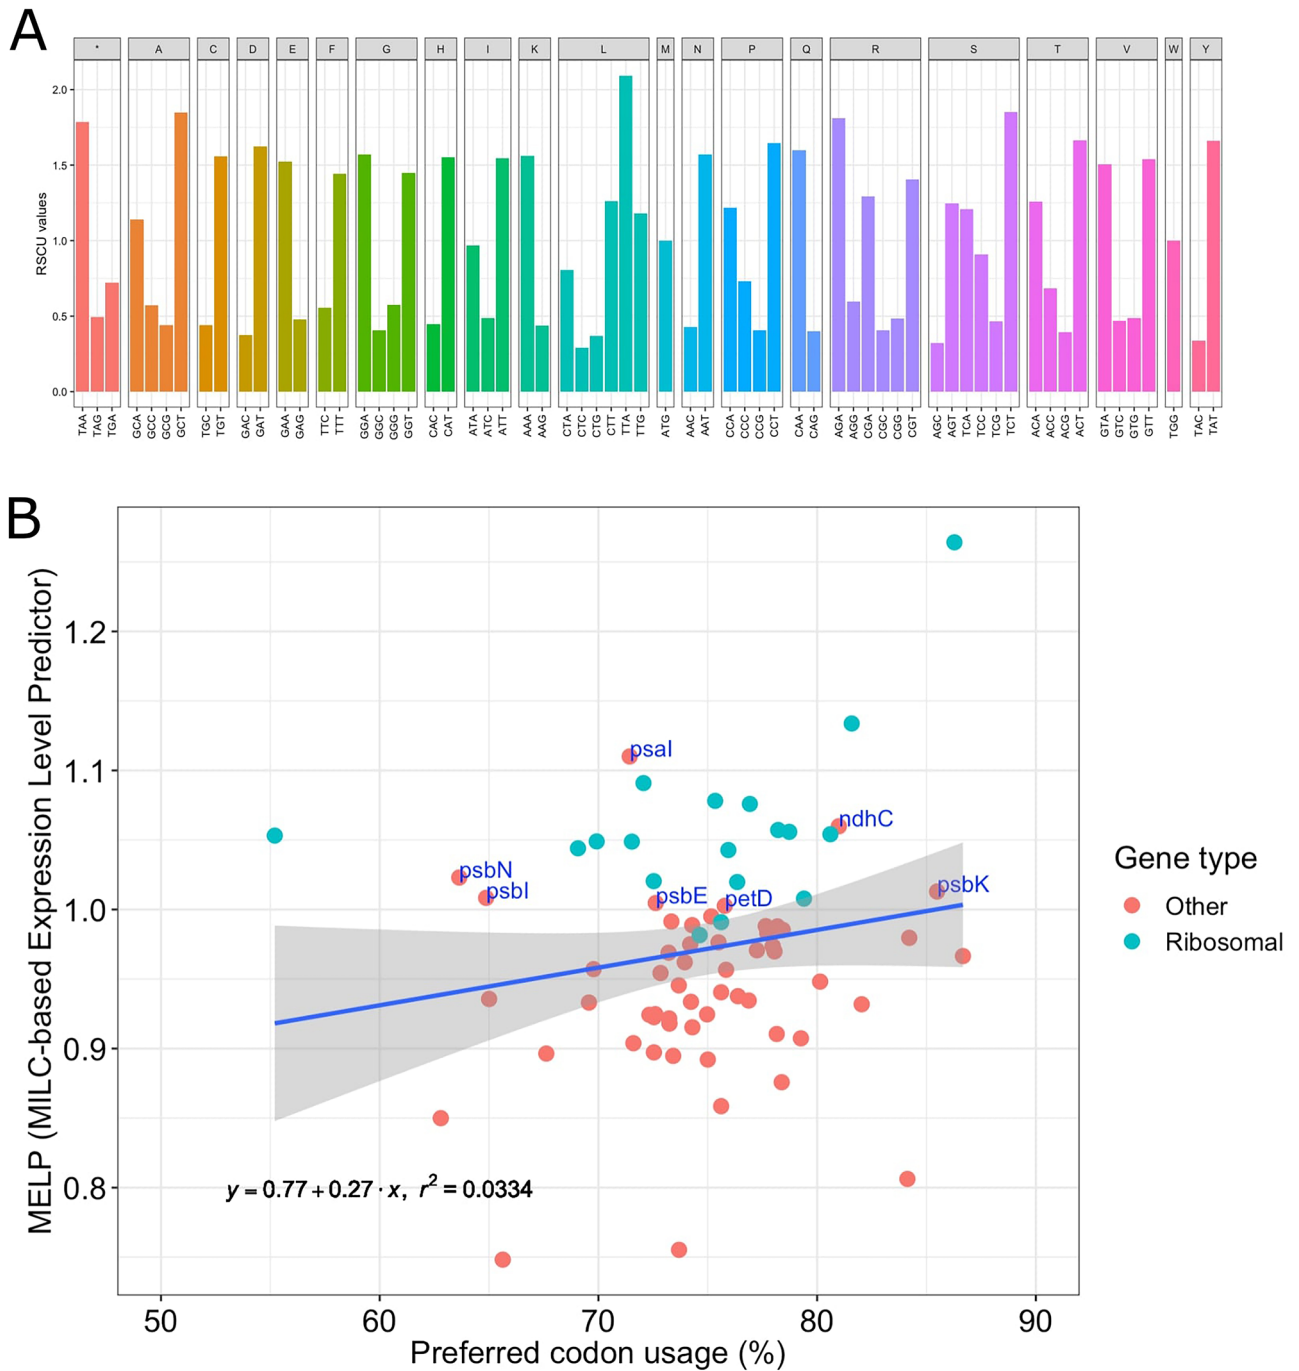 A
* A C D E F G H I K L M N P Q R S T V W Y
2.0
1.5
1.0
0.5
0.0
RSCU values
TAA TAG TGA GCA GCC GCG GCT TGC TGT GAC GAT GAA GAG TTC TTT GGA GGC GGG GGT CAC CAT ATA ATC ATT AAA AAG CTA CTC CTG CTT TTA TTG ATG AAC AAT CCA CCC CCG CCT CAA CAG AGA AGG CGA CGC CGG CGT AGC AGT TCA TCC TCG TCT ACA ACC ACG ACT GTA GTC GTG GTT TGG TAC TAT
B
MELP (MILC-based Expression Level Predictor)
1.2
1.1
1.0
0.9
0.8
psaI
ndhC
psbN
psbI
psbE
petD
psbK
y = 0.77 + 0.27 · x, r² = 0.0334
50 60 70 80 90
Preferred codon usage (%)
Gene type
Other
Ribosomal